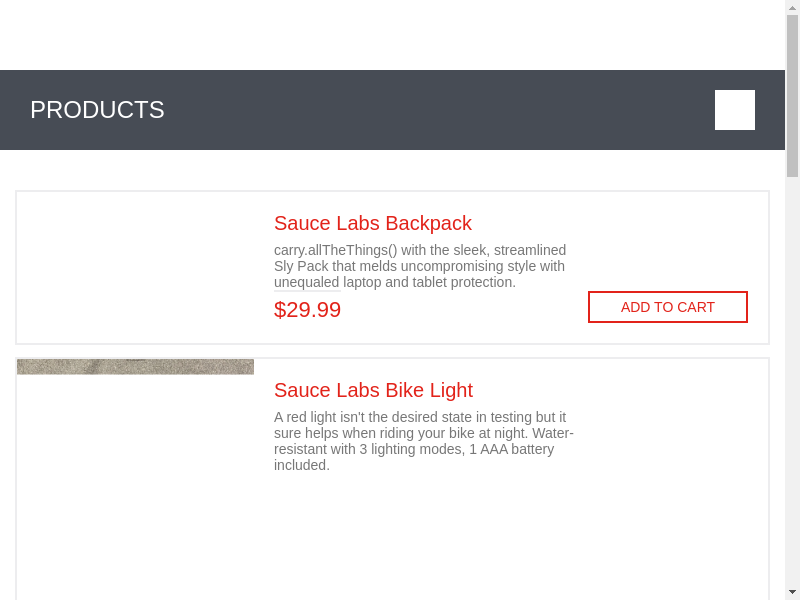 PRODUCTS
Sauce Labs Backpack
carry.allTheThings() with the sleek, streamlined
Sly Pack that melds uncompromising style with
unequaled laptop and tablet protection.
$29.99
ADD TO CART
Sauce Labs Bike Light
A red light isn't the desired state in testing but it
sure helps when riding your bike at night. Water-
resistant with 3 lighting modes, 1 AAA battery
included.